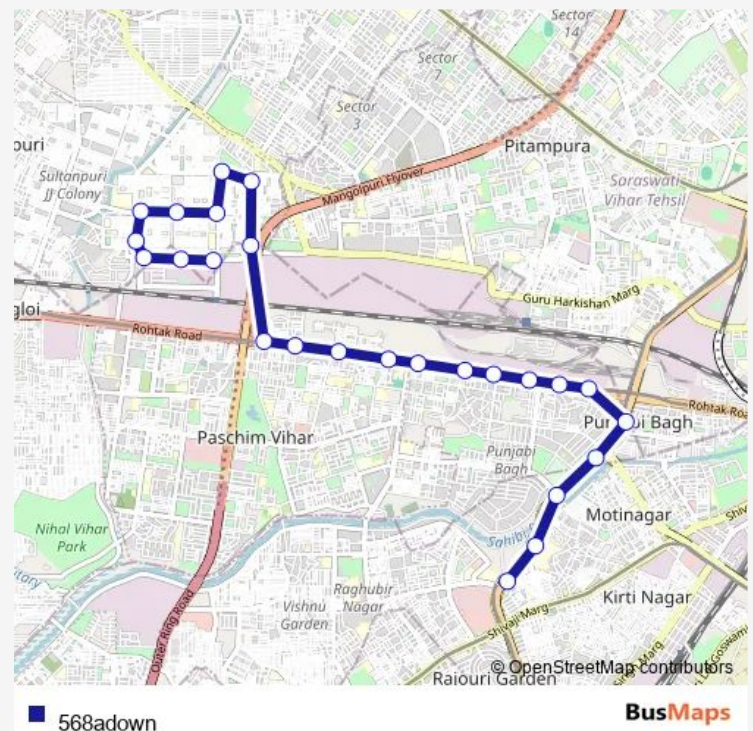 Sector
14
Sector
7
Sector
3
Pitampura
Sultanpuri
JJ Colony
Mangolpuri Flyover
Saraswati
Vihar Tehsil
Guru Harkishan Marg
Rohtak Road
Rohtak
Bagh
Paschim Vihar
Punjabi
Bagh
Motinagar
Nihal Vihar
Park
Raghubir
Nagar
Vishnu
Garden
Kirti Nagar
Shivaji Marg
Outer Ring Road
Rajouri Garden
© OpenStreetMap contributors
568adown
BusMaps